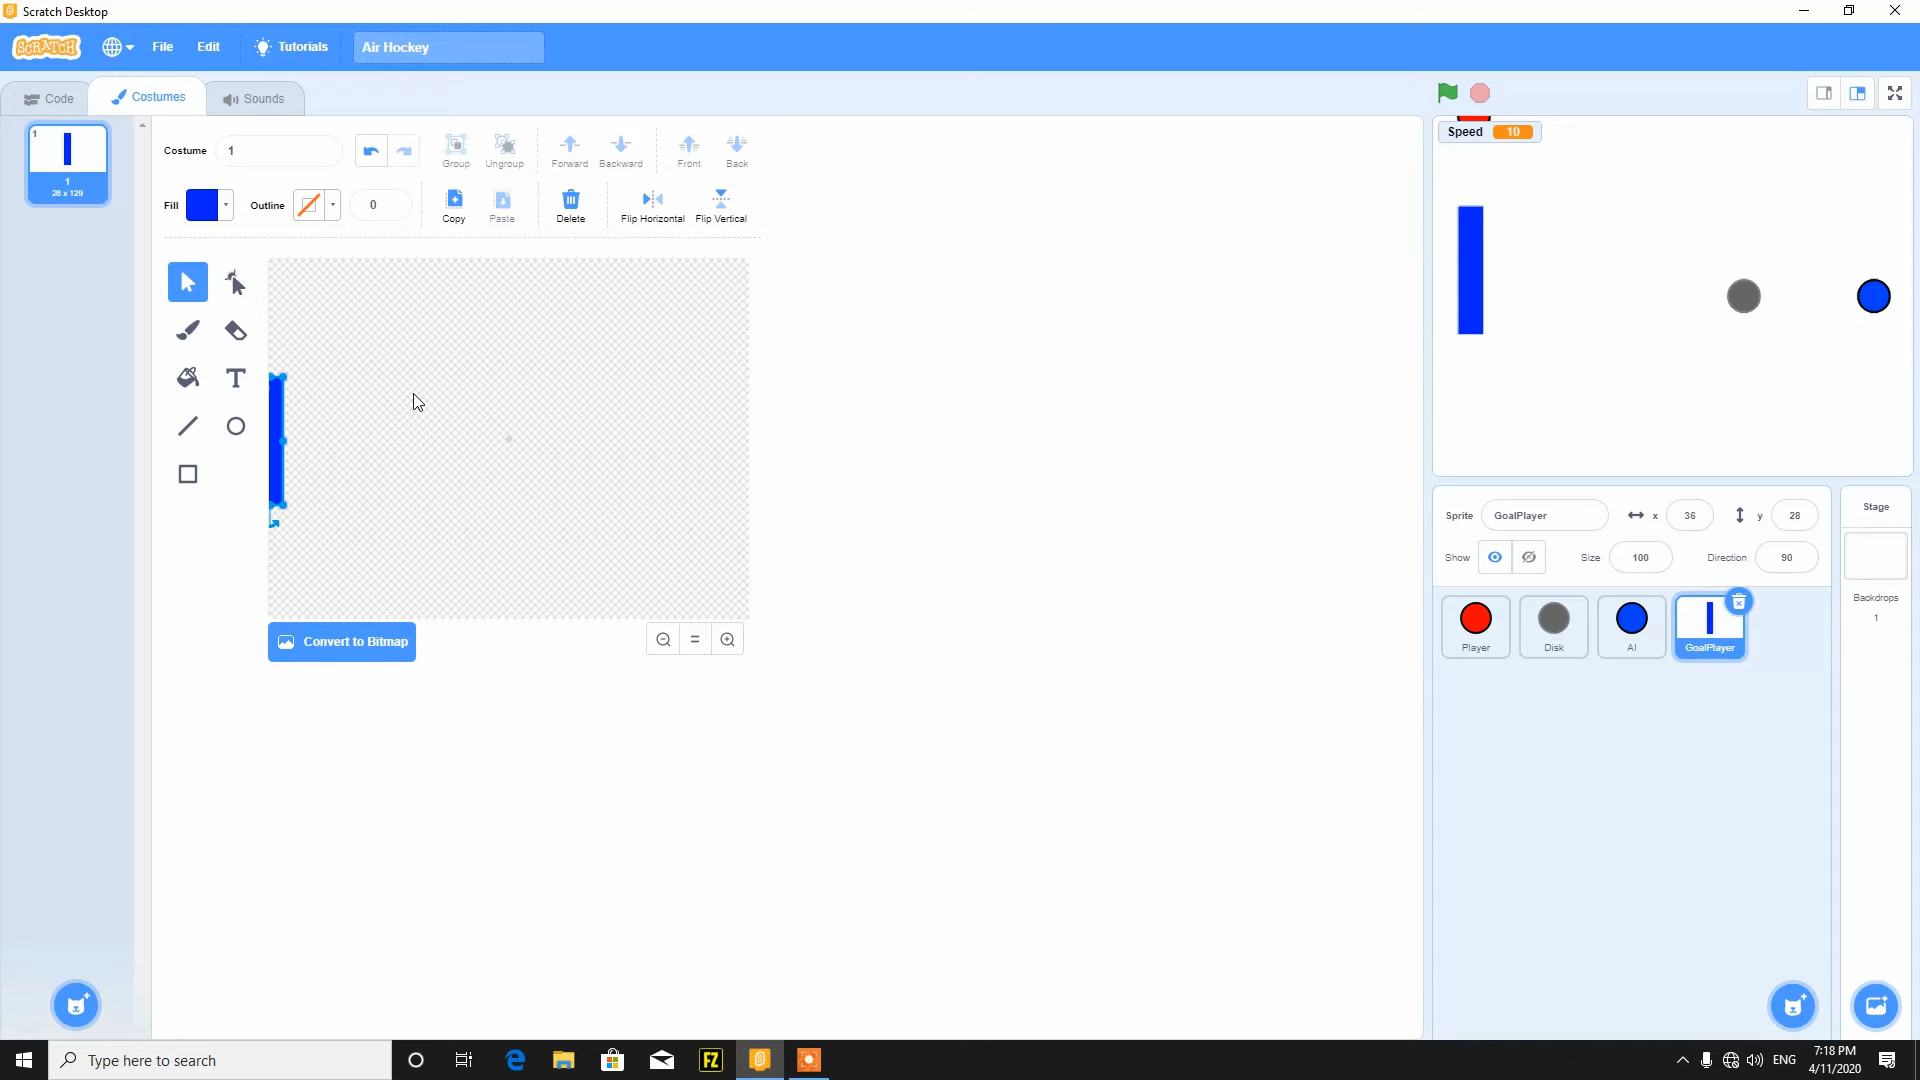 Scratch Desktop
SCRATCH File Edit Tutorials Air Hockey
Code Costumes Sounds
1
1
26 x 129
Costume 1
Group Ungroup Forward Backward Front Back
Fill Outline 0
Copy Paste Delete Flip Horizontal Flip Vertical
T
Convert to Bitmap
Speed 10
Sprite GoalPlayer x 36 y 28
Show Size 100 Direction 90
Player Disk AI GoalPlayer
Stage
Backdrops
1
Type here to search
FZ
ENG
7:18 PM
4/11/2020